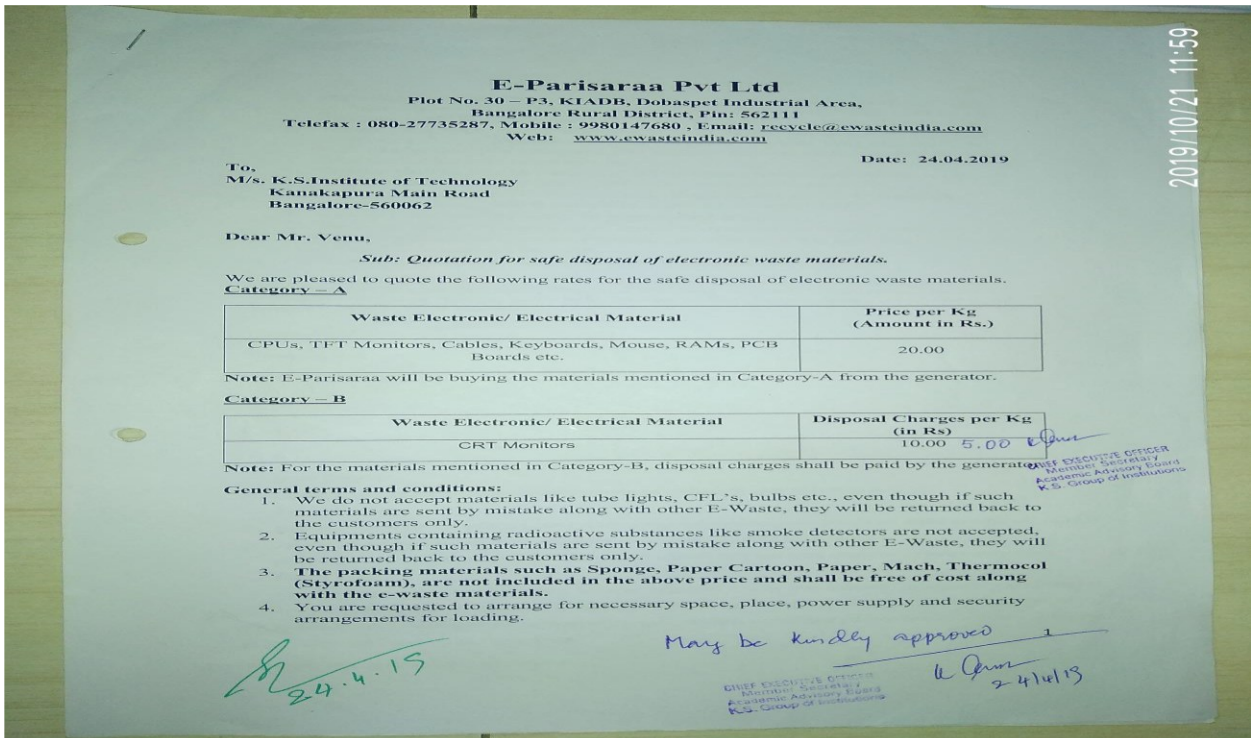 2019/10/21 11:59
E-Parisaraa Pvt Ltd
Plot No. 30 – P3, KIADB, Dobaspet Industrial Area,
Bangalore Rural District, Pin: 562111
Telefax : 080-27735287, Mobile : 9980147680 , Email: recycle@ewasteindia.com
Web: www.ewasteindia.com
Date: 24.04.2019
To,
M/s. K.S.Institute of Technology
Kanakapura Main Road
Bangalore-560062
Dear Mr. Venu,
Sub: Quotation for safe disposal of electronic waste materials.
We are pleased to quote the following rates for the safe disposal of electronic waste materials.
Category – A
Waste Electronic/ Electrical Material Price per Kg
(Amount in Rs.)
CPUs, TFT Monitors, Cables, Keyboards, Mouse, RAMs, PCB
Boards etc. 20.00
Note: E-Parisaraa will be buying the materials mentioned in Category-A from the generator.
Category – B
Waste Electronic/ Electrical Material Disposal Charges per Kg
(in Rs)
CRT Monitors 10.00 5.00
Note: For the materials mentioned in Category-B, disposal charges shall be paid by the generator
CHIEF EXECUTIVE OFFICER
Member Secretary
Academic Advisory Board
K.S. Group of Institutions
General terms and conditions:
1. We do not accept materials like tube lights, CFL's, bulbs etc., even though if such
materials are sent by mistake along with other E-Waste, they will be returned back to
the customers only.
2. Equipments containing radioactive substances like smoke detectors are not accepted,
even though if such materials are sent by mistake along with other E-Waste, they will
be returned back to the customers only.
3. The packing materials such as Sponge, Paper Cartoon, Paper, Mach, Thermocol
(Styrofoam), are not included in the above price and shall be free of cost along
with the e-waste materials.
4. You are requested to arrange for necessary space, place, power supply and security
arrangements for loading.
May be kindly approved 1
24.4.19
24/4/19
CHIEF EXECUTIVE OFFICER
Member Secretary
Academic Advisory Board
K.S. Group of Institutions